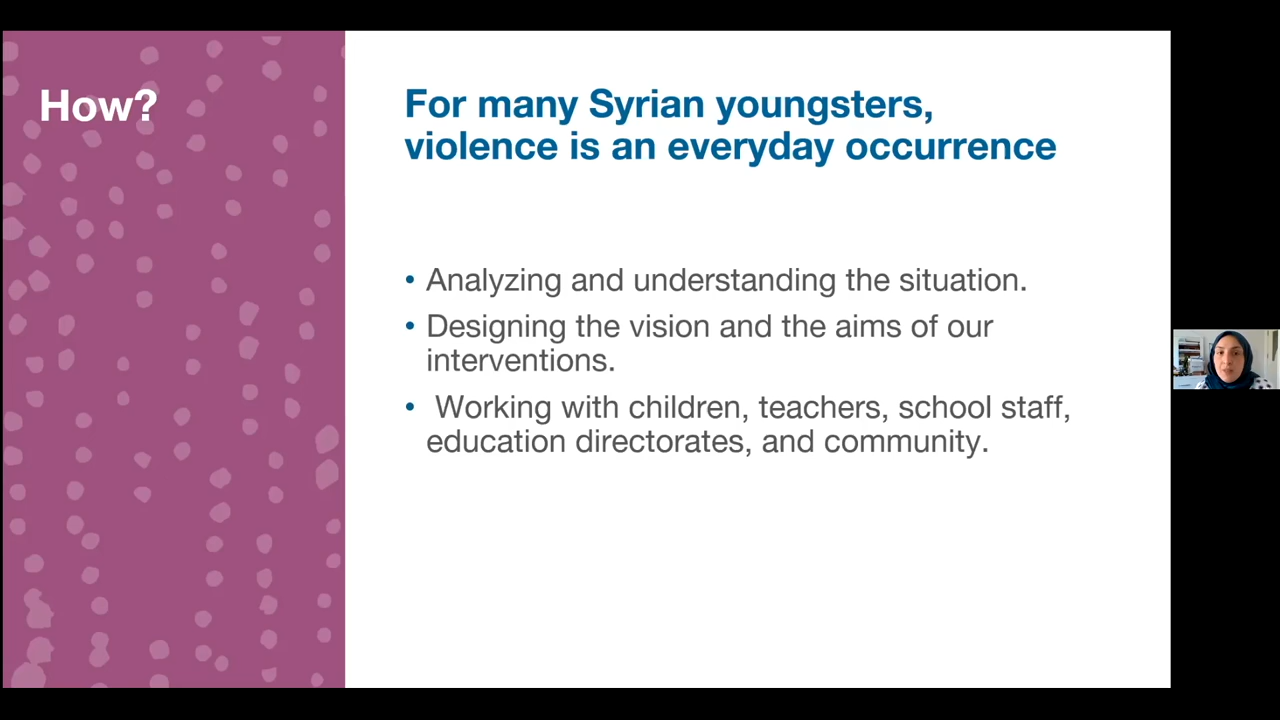 How?
For many Syrian youngsters,
violence is an everyday occurrence
• Analyzing and understanding the situation.
• Designing the vision and the aims of our
interventions.
• Working with children, teachers, school staff,
education directorates, and community.